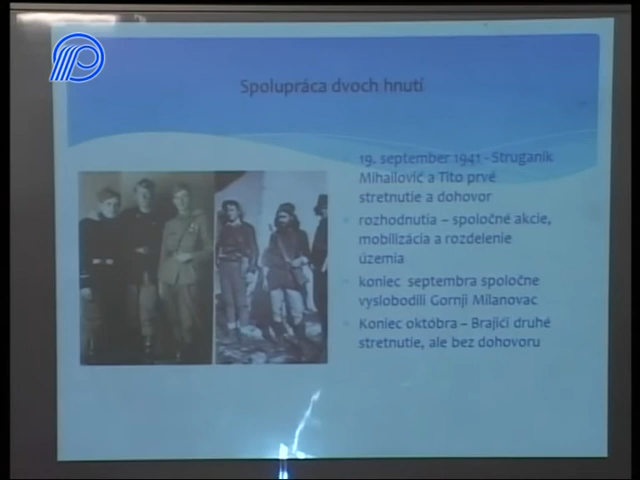 Spolupráca dvoch hnutí
19. september 1941 - Struganik
Mihailovič a Tito prvé
stretnutie a dohovor
rozhodnutia – spoločné akcie,
mobilizácia a rozdelenie
územia
koniec septembra spoločne
vyslobodili Gornji Milanovac
Koniec októbra – Brajići druhé
stretnutie, ale bez dohovoru